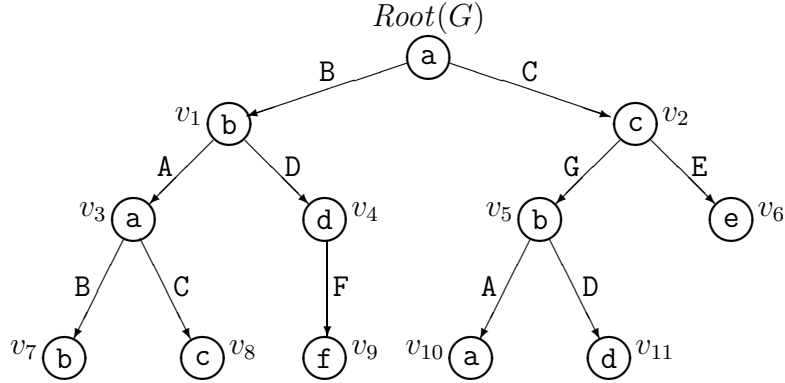 Root(G)
a
B C
v1 b c v2
A D G E
v3 a d v4 v5 b e v6
B C F A D
v7 b c v8 f v9 v10 a d v11